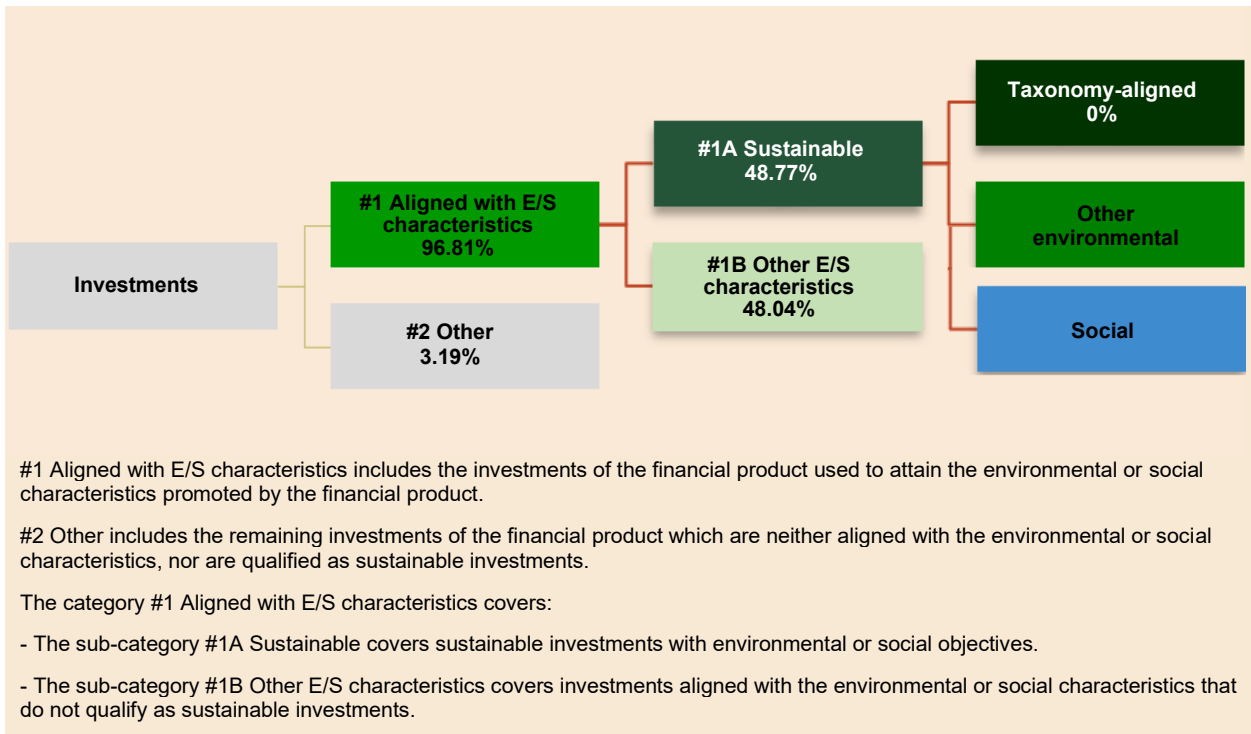 Taxonomy-aligned
0%
#1A Sustainable
48.77%
#1 Aligned with E/S
characteristics
96.81%
Other
environmental
Investments
#1B Other E/S
characteristics
48.04%
#2 Other
3.19%
Social
#1 Aligned with E/S characteristics includes the investments of the financial product used to attain the environmental or social
characteristics promoted by the financial product.
#2 Other includes the remaining investments of the financial product which are neither aligned with the environmental or social
characteristics, nor are qualified as sustainable investments.
The category #1 Aligned with E/S characteristics covers:
- The sub-category #1A Sustainable covers sustainable investments with environmental or social objectives.
- The sub-category #1B Other E/S characteristics covers investments aligned with the environmental or social characteristics that
do not qualify as sustainable investments.